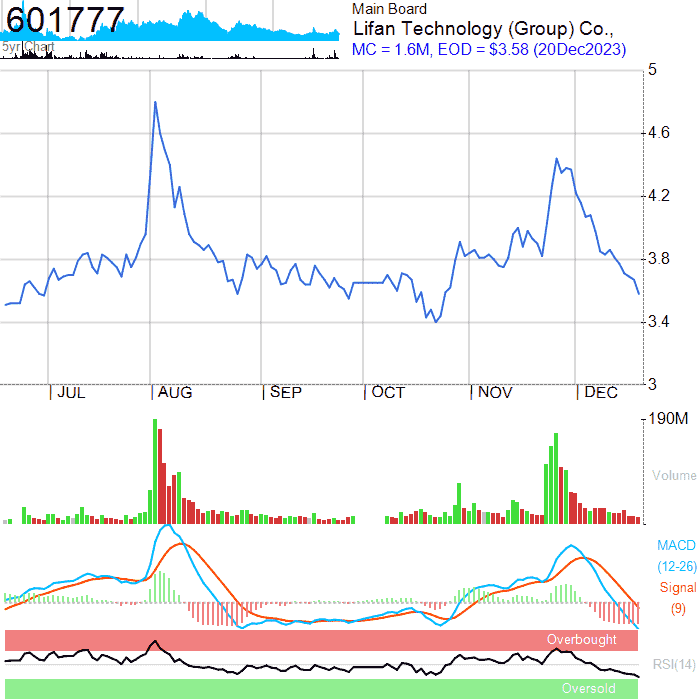 601777
5yr Chart
Main Board
Lifan Technology (Group) Co.,
MC = 1.6M, EOD = $3.58 (20Dec2023)
5
4.6
4.2
3.8
3.4
3
JUL
AUG
SEP
OCT
NOV
DEC
190M
Volume
MACD
(12-26)
Signal
(9)
Overbought
RSI(14)
Oversold